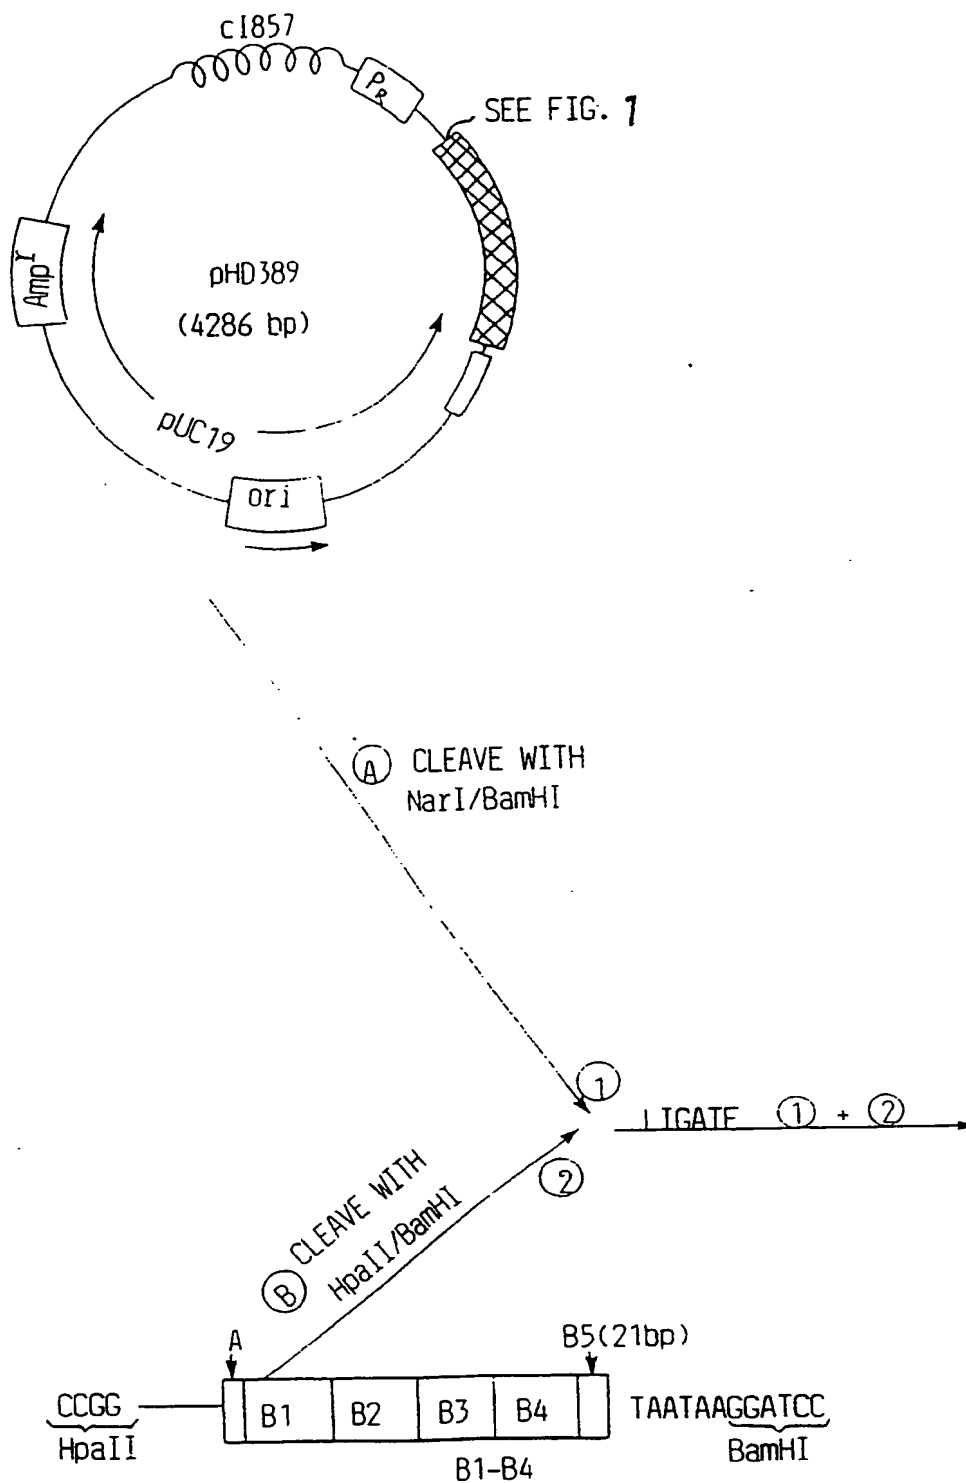 cI857
PR
SEE FIG. 1
Ampr
pHD389
(4286 bp)
pUC19
ori
A CLEAVE WITH
NarI/BamHI
1
LIGATE 1 + 2
2
B CLEAVE WITH
HpaII/BamHI
A
B5(21bp)
CCGG
B1 B2 B3 B4
TAATAAGGATCC
HpaII
BamHI
B1-B4